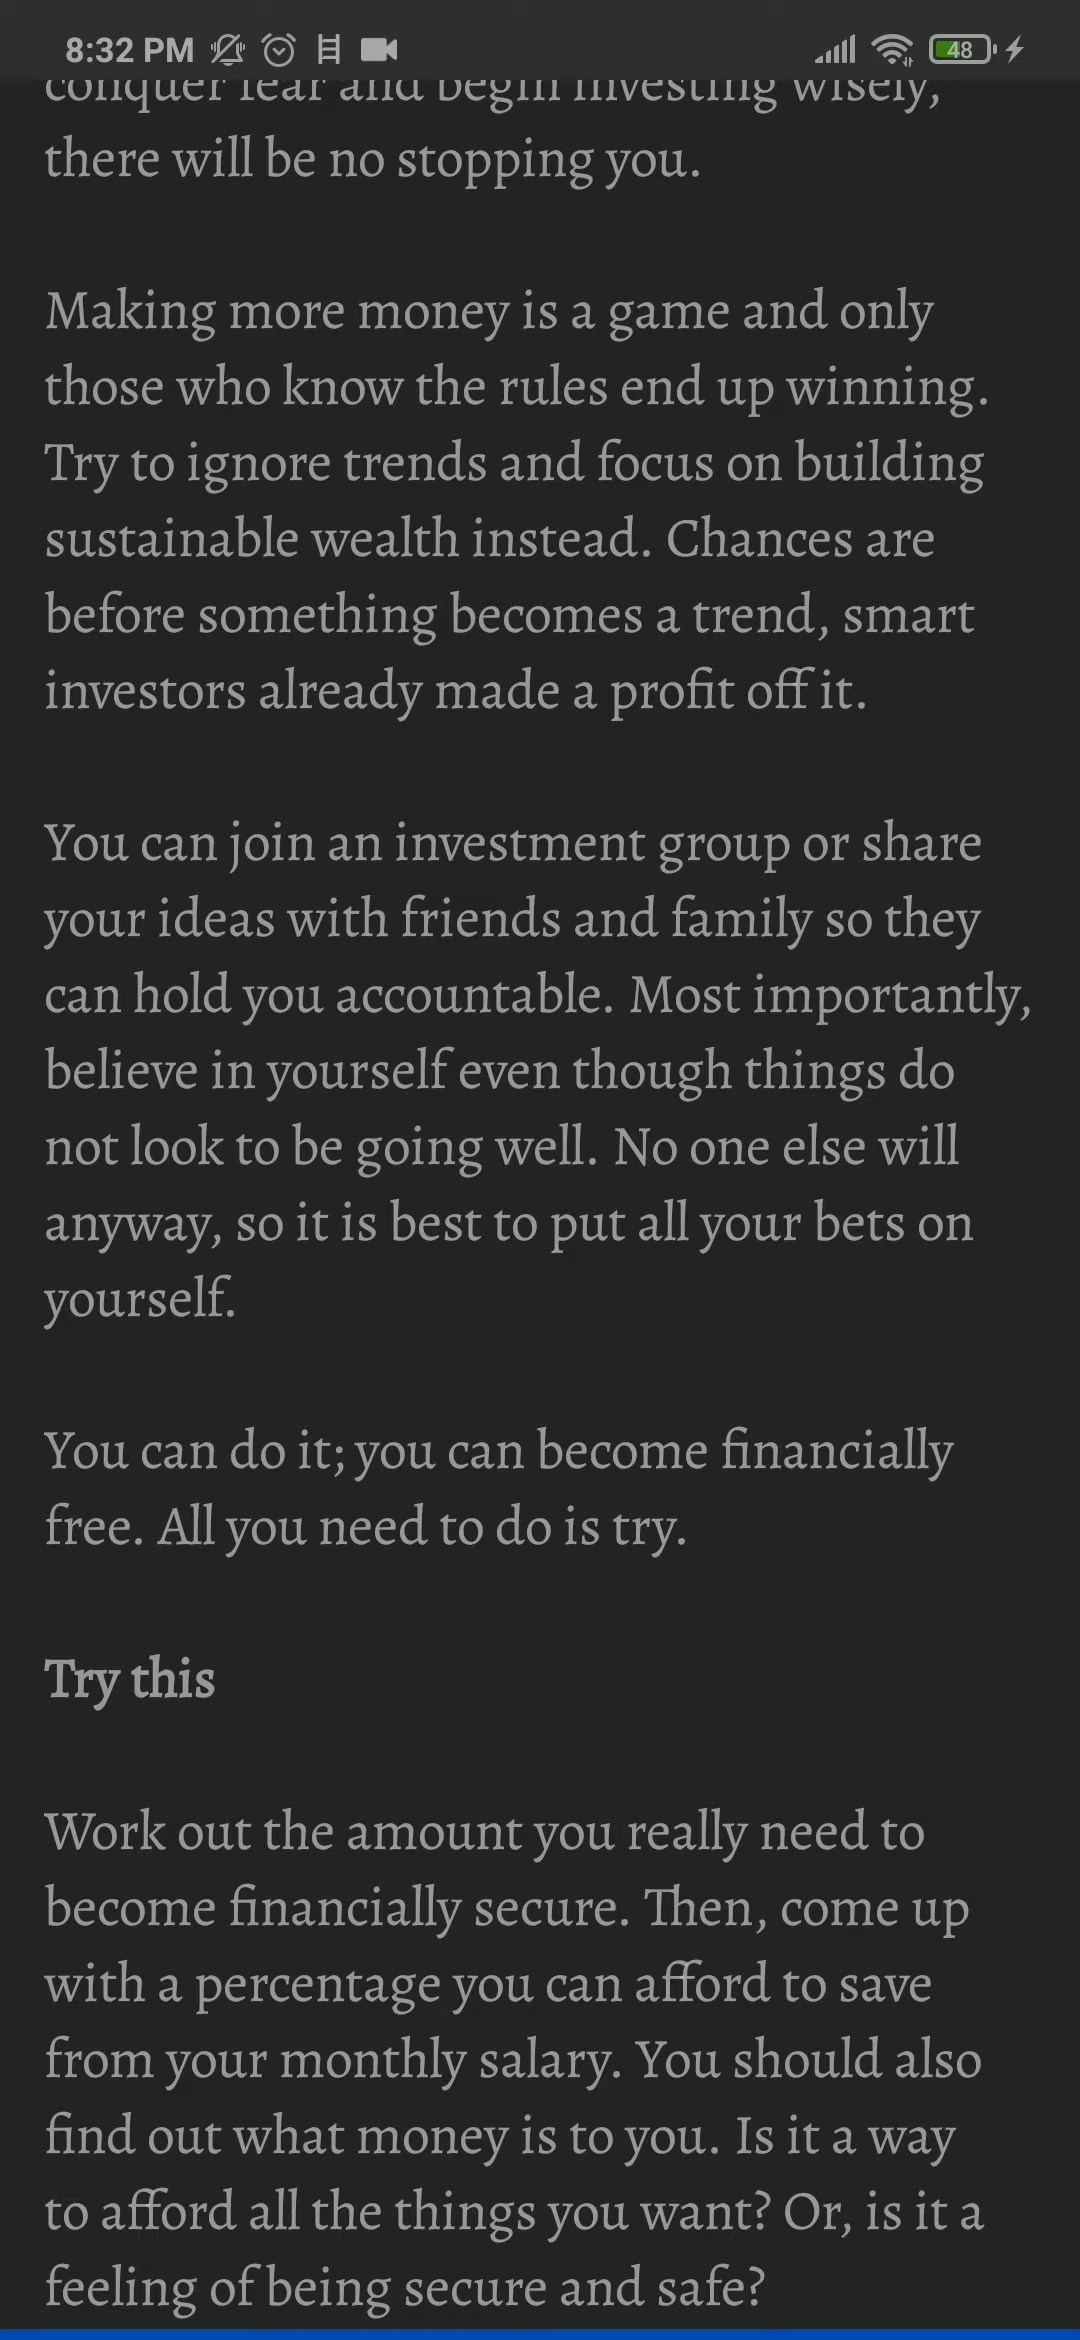 8:32 PM
48
conquer fear and begin investing wisely,
there will be no stopping you.
Making more money is a game and only
those who know the rules end up winning.
Try to ignore trends and focus on building
sustainable wealth instead. Chances are
before something becomes a trend, smart
investors already made a profit off it.
You can join an investment group or share
your ideas with friends and family so they
can hold you accountable. Most importantly,
believe in yourself even though things do
not look to be going well. No one else will
anyway, so it is best to put all your bets on
yourself.
You can do it; you can become financially
free. All you need to do is try.
Try this
Work out the amount you really need to
become financially secure. Then, come up
with a percentage you can afford to save
from your monthly salary. You should also
find out what money is to you. Is it a way
to afford all the things you want? Or, is it a
feeling of being secure and safe?